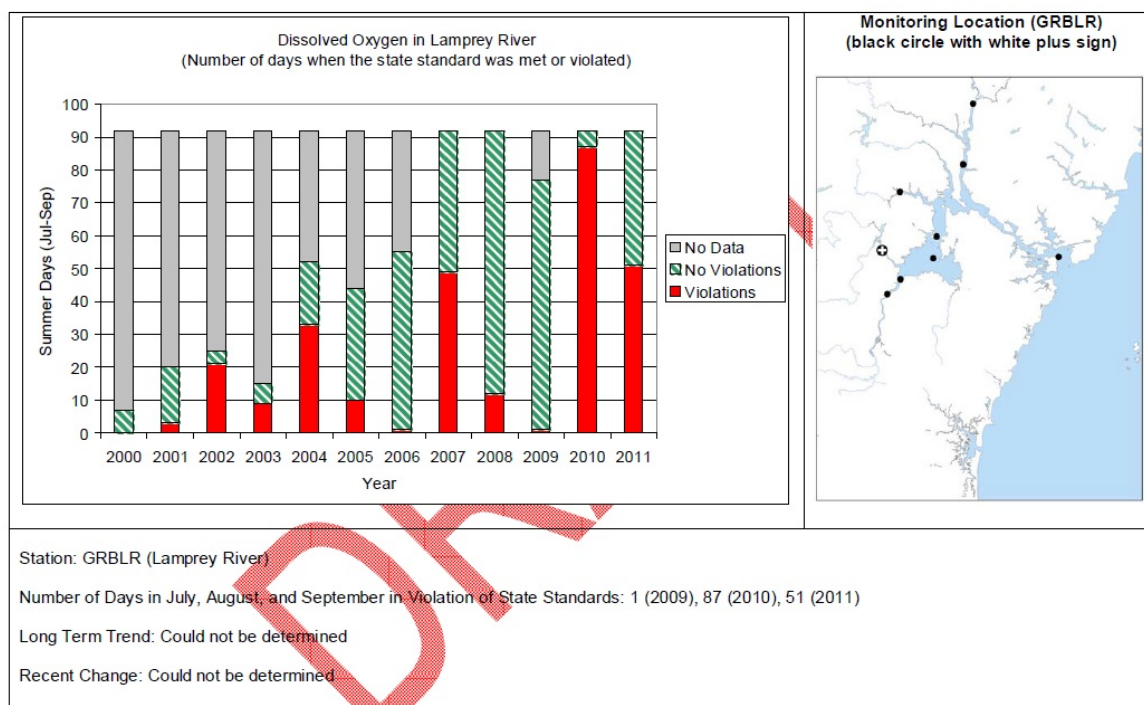 Dissolved Oxygen in Lamprey River
(Number of days when the state standard was met or violated)
100
90
80
70
60
50
40
30
20
10
0
Summer Days (Jul-Sep)
2000 2001 2002 2003 2004 2005 2006 2007 2008 2009 2010 2011
Year
No Data
No Violations
Violations
Monitoring Location (GRBLR)
(black circle with white plus sign)
Station: GRBLR (Lamprey River)
Number of Days in July, August, and September in Violation of State Standards: 1 (2009), 87 (2010), 51 (2011)
Long Term Trend: Could not be determined
Recent Change: Could not be determined